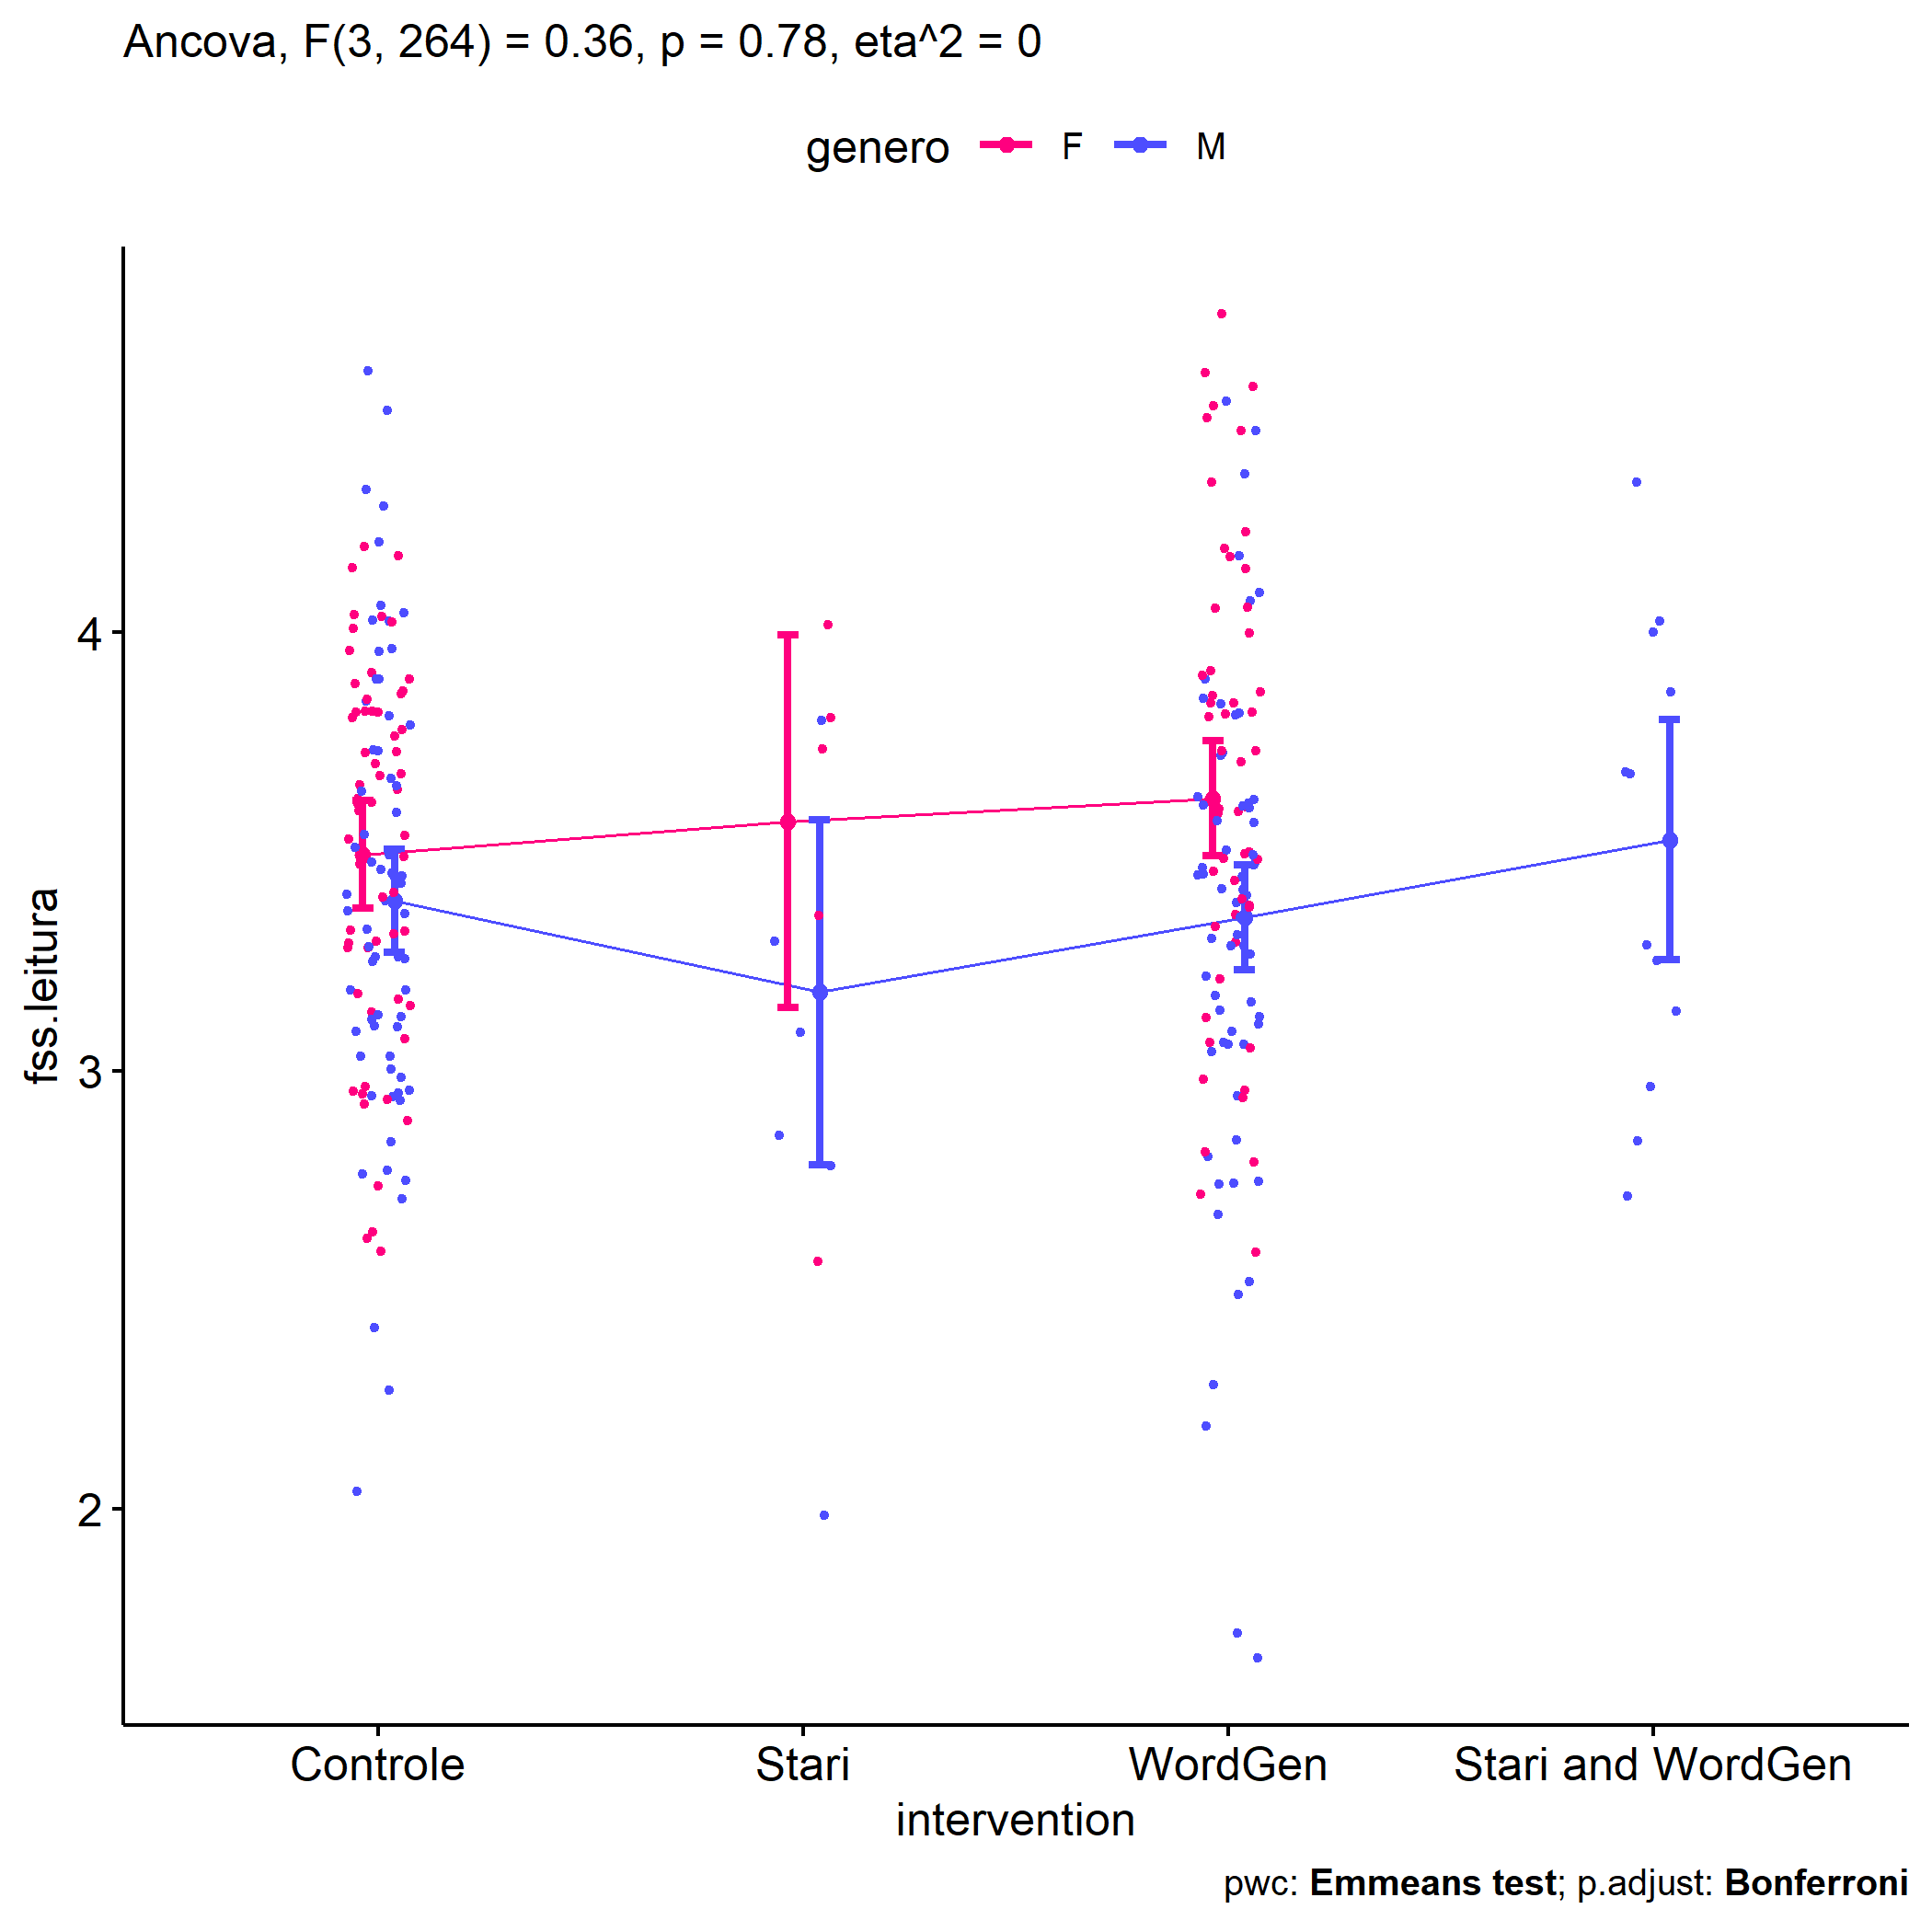 Ancova, F(3, 264) = 0.36, p = 0.78, eta^2 = 0
genero F M
4
3
2
fss.leitura
Controle Stari WordGen Stari and WordGen
intervention
pwc: Emmeans test; p.adjust: Bonferroni